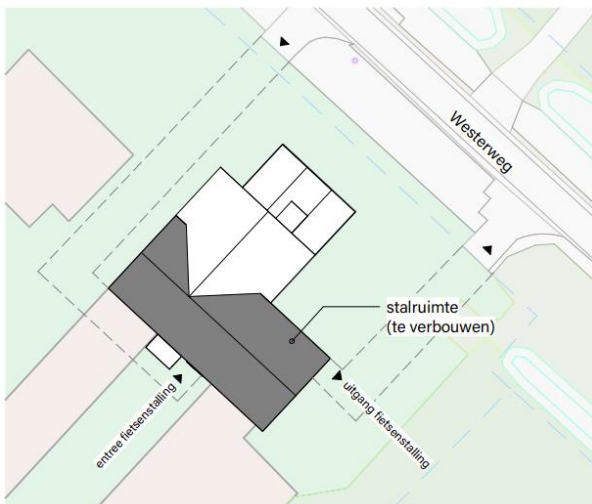 Westerweg
stalruimte
(te verbouwen)
entree fietsenstalling
uitgang fietsenstalling